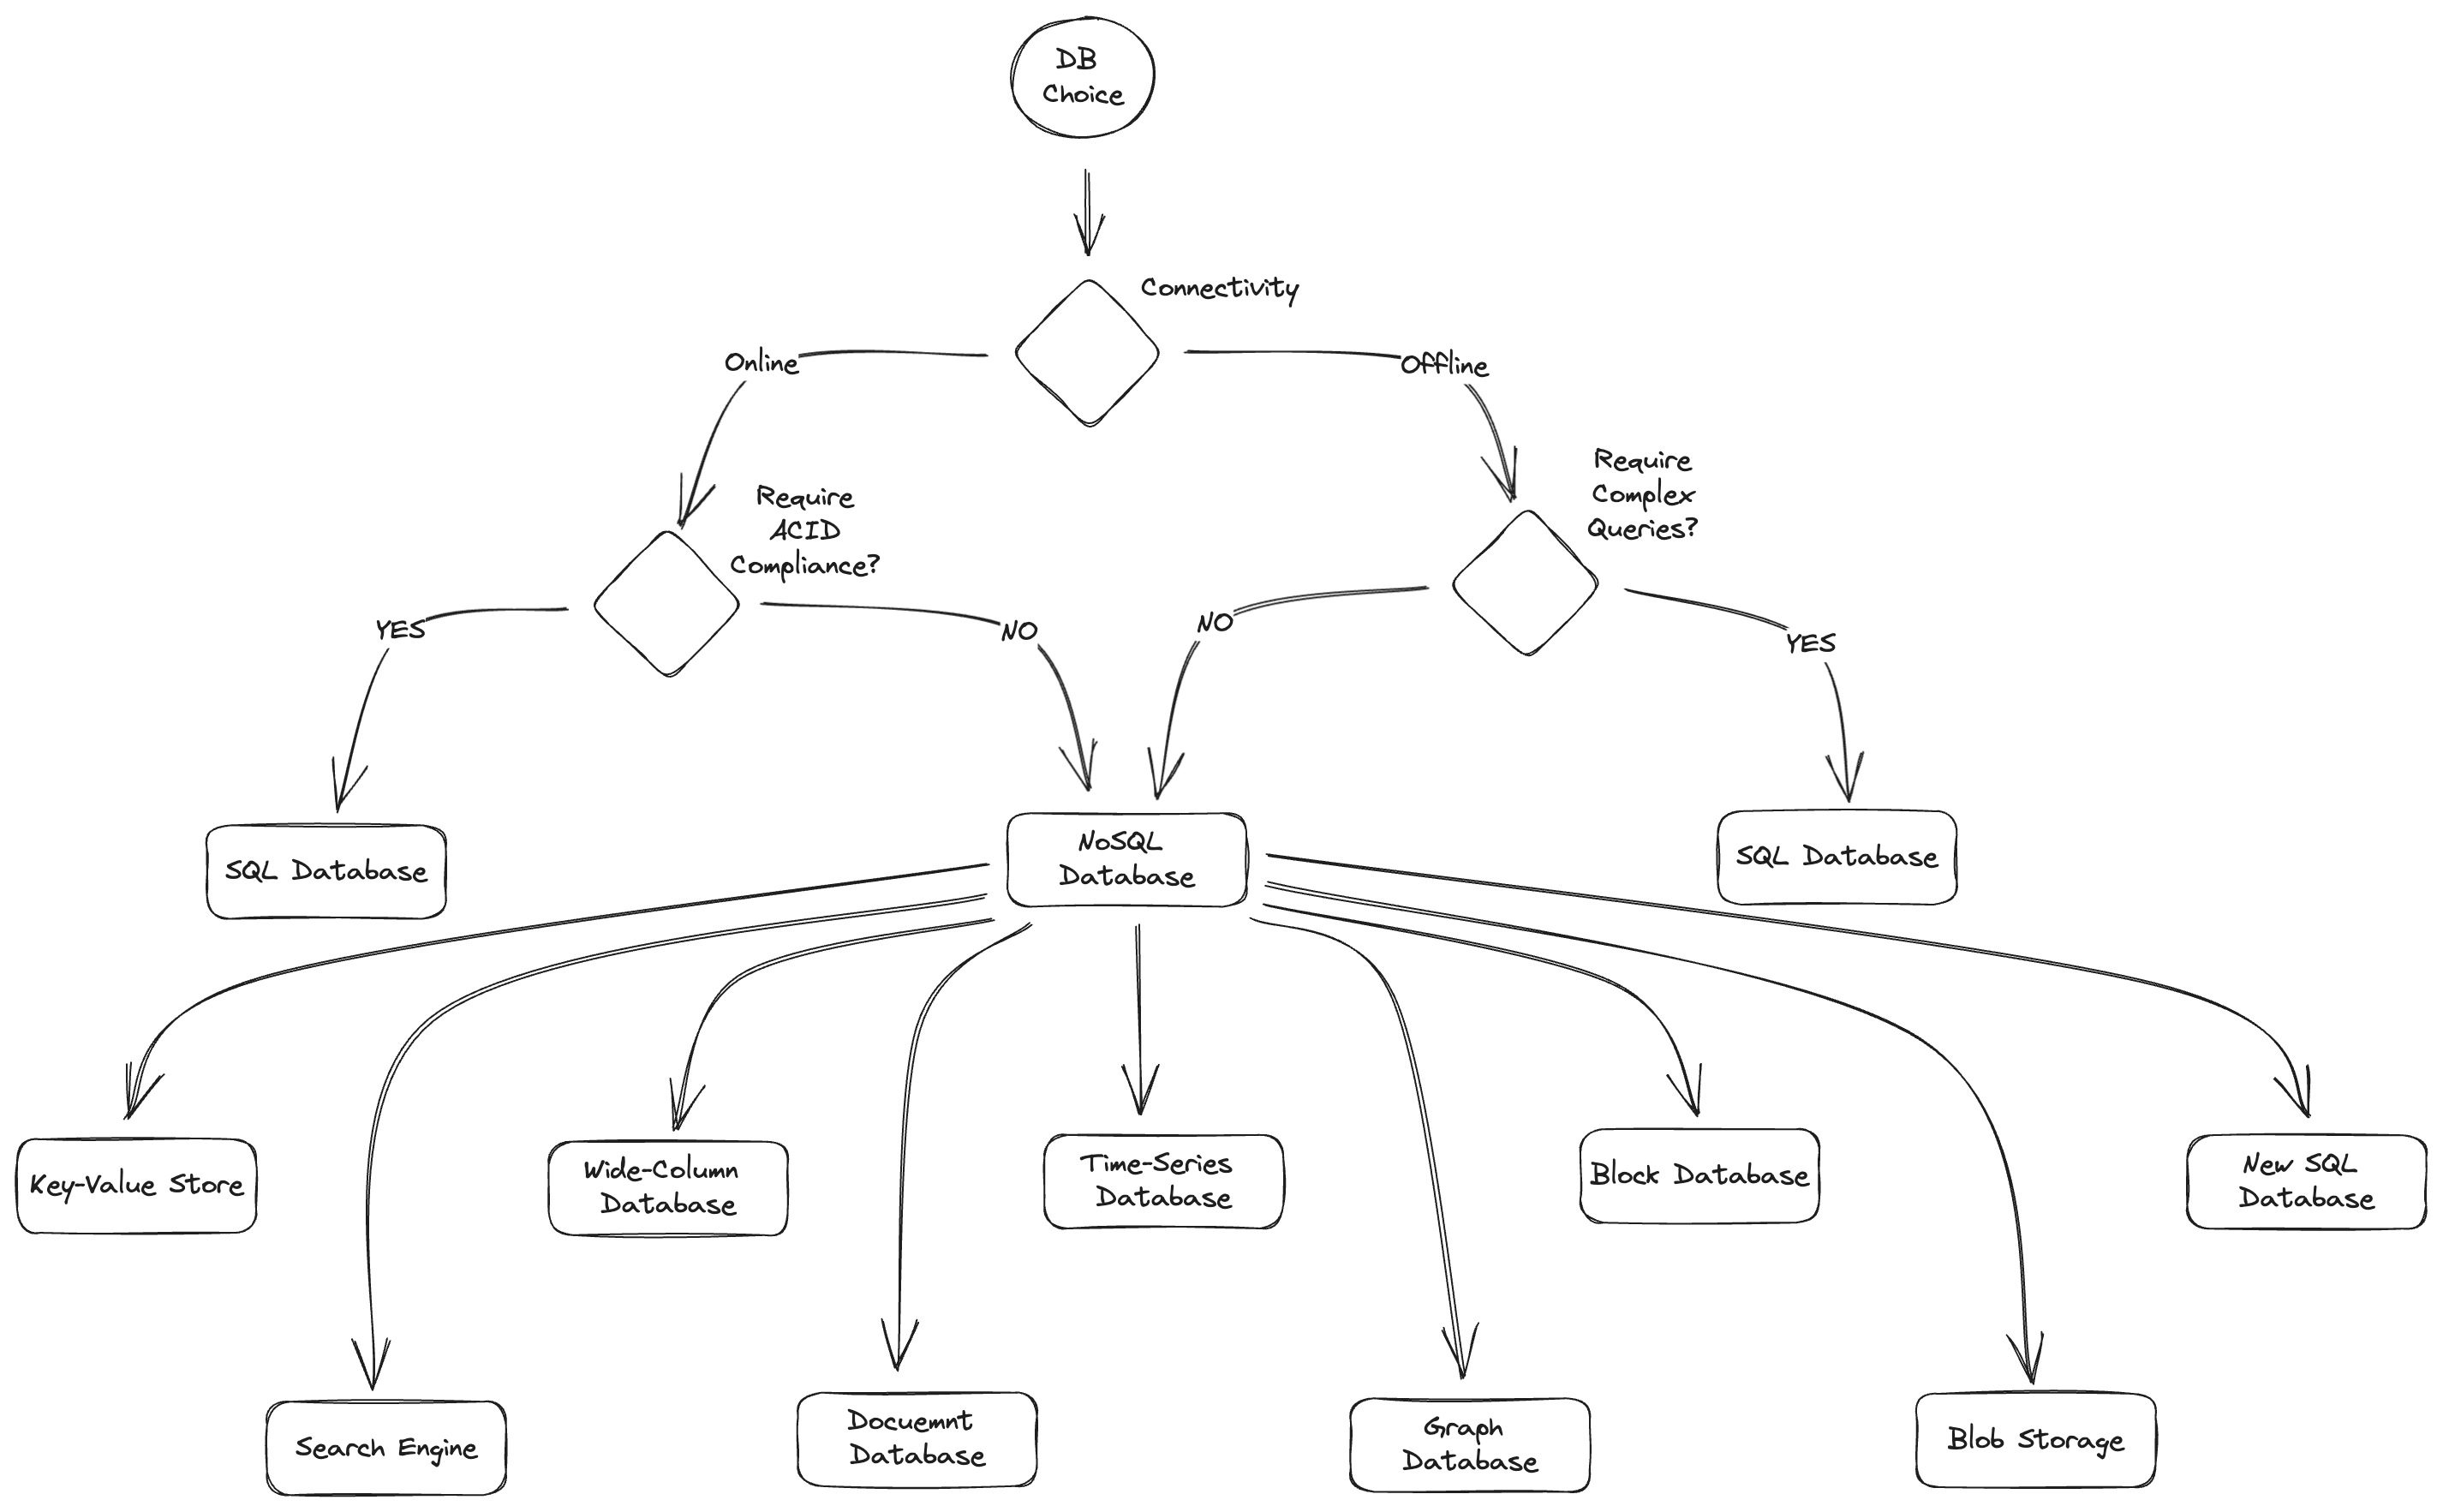 DB
Choice
Connectivity
Online
Offline
Require
ACID
Compliance?
Require
Complex
Queries?
YES
NO
NO
YES
SQL Database
NoSQL
Database
SQL Database
Key-Value Store
Wide-Column
Database
Time-Series
Database
Block Database
New SQL
Database
Search Engine
Docuemnt
Database
Graph
Database
Blob Storage